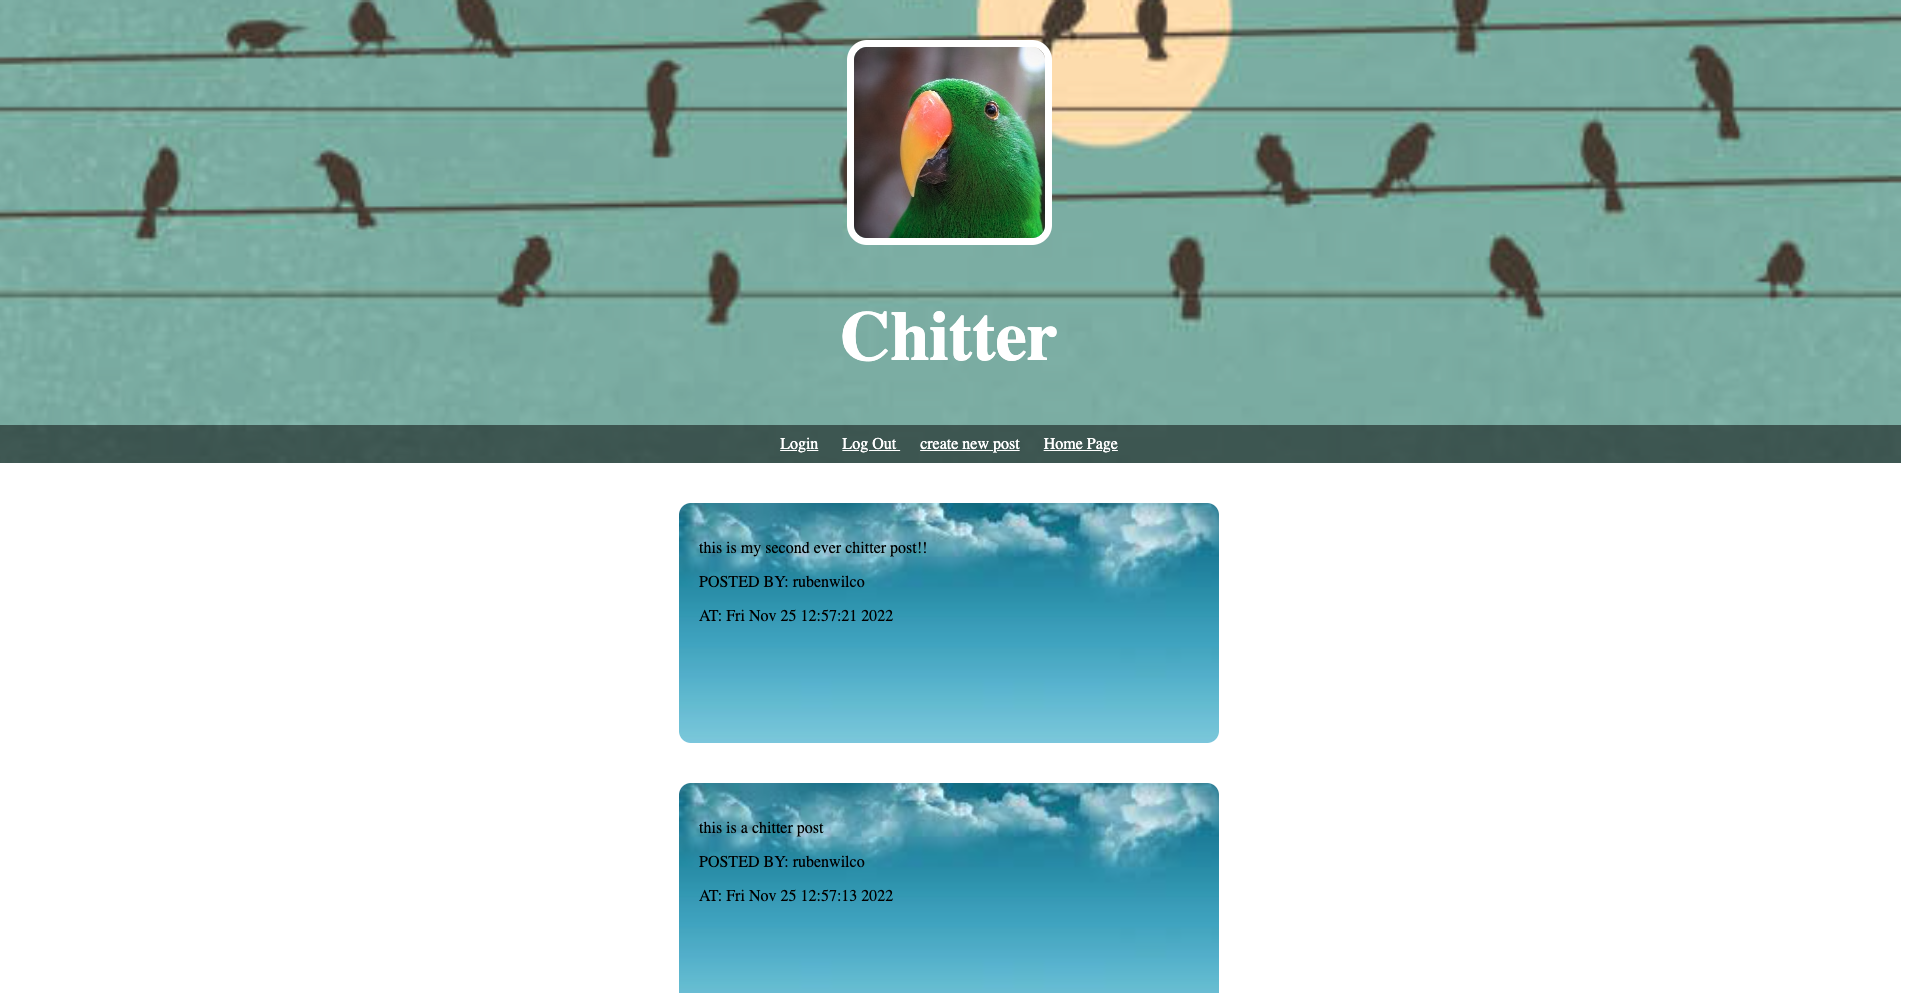 Chitter
Login Log Out create new post Home Page
this is my second ever chitter post!!
POSTED BY: rubenwilco
AT: Fri Nov 25 12:57:21 2022
this is a chitter post
POSTED BY: rubenwilco
AT: Fri Nov 25 12:57:13 2022